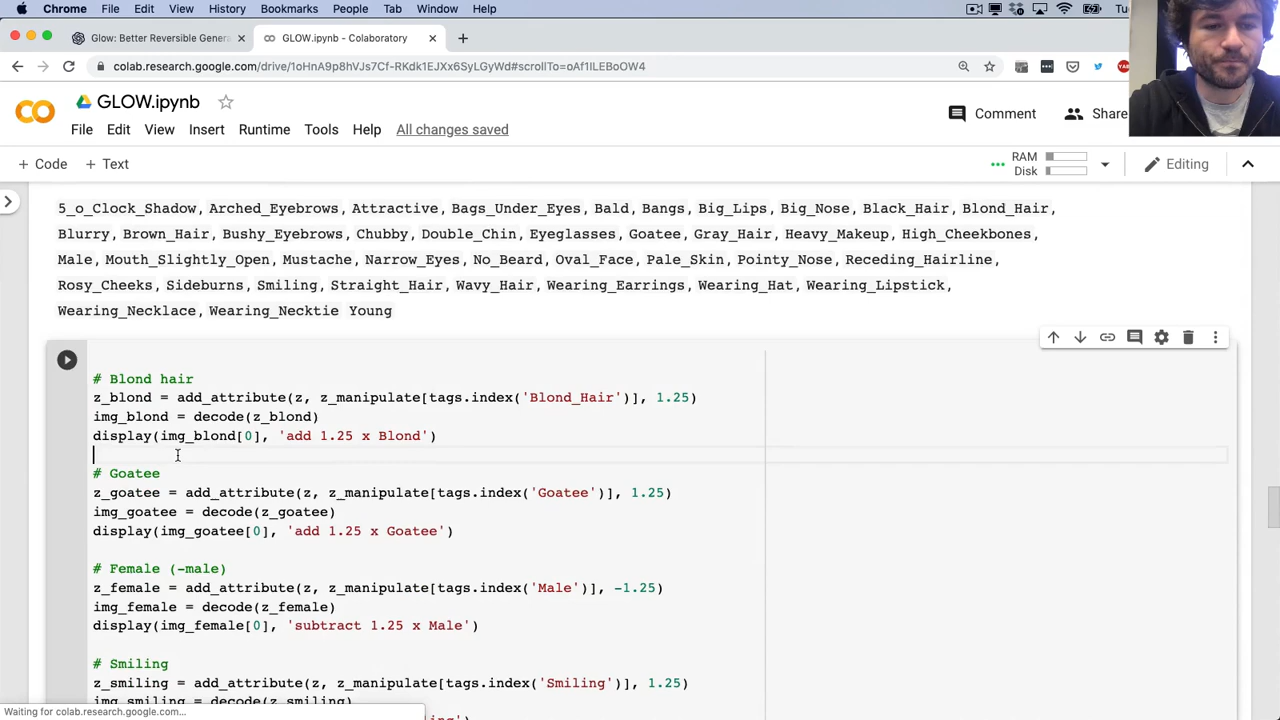 Chrome File Edit View History Bookmarks People Tab Window Help Tue
Glow: Better Reversible Genera
GLOW.ipynb - Colaboratory
colab.research.google.com/drive/1oHnA9p8hVJs7Cf-RKdk1EJXx6SyLGyWd#scrollTo=oAf1lLEBoOW4
GLOW.ipynb
File Edit View Insert Runtime Tools Help All changes saved
Comment Share
+ Code + Text
RAM
Disk
Editing
5_o_Clock_Shadow, Arched_Eyebrows, Attractive, Bags_Under_Eyes, Bald, Bangs, Big_Lips, Big_Nose, Black_Hair, Blond_Hair,
Blurry, Brown_Hair, Bushy_Eyebrows, Chubby, Double_Chin, Eyeglasses, Goatee, Gray_Hair, Heavy_Makeup, High_Cheekbones,
Male, Mouth_Slightly_Open, Mustache, Narrow_Eyes, No_Beard, Oval_Face, Pale_Skin, Pointy_Nose, Receding_Hairline,
Rosy_Cheeks, Sideburns, Smiling, Straight_Hair, Wavy_Hair, Wearing_Earrings, Wearing_Hat, Wearing_Lipstick,
Wearing_Necklace, Wearing_Necktie Young
# Blond hair
z_blond = add_attribute(z, z_manipulate[tags.index('Blond_Hair')], 1.25)
img_blond = decode(z_blond)
display(img_blond[0], 'add 1.25 x Blond')
# Goatee
z_goatee = add_attribute(z, z_manipulate[tags.index('Goatee')], 1.25)
img_goatee = decode(z_goatee)
display(img_goatee[0], 'add 1.25 x Goatee')
# Female (-male)
z_female = add_attribute(z, z_manipulate[tags.index('Male')], -1.25)
img_female = decode(z_female)
display(img_female[0], 'subtract 1.25 x Male')
# Smiling
z_smiling = add_attribute(z, z_manipulate[tags.index('Smiling')], 1.25)
img_smiling = decode(z_smiling)
Waiting for colab.research.google.com...